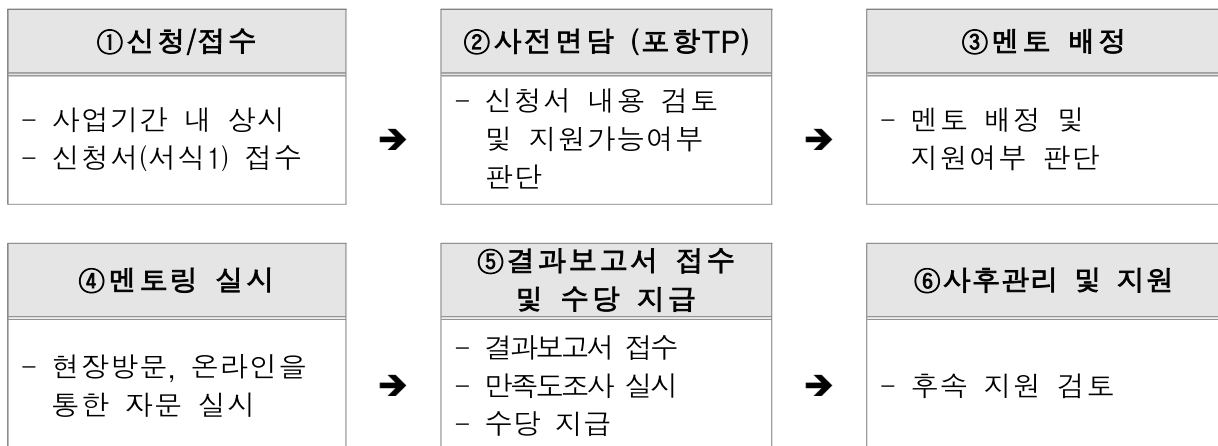 ①신청/접수
- 사업기간 내 상시
- 신청서(서식1) 접수
➔
②사전면담 (포항TP)
- 신청서 내용 검토
및 지원가능여부
판단
➔
③멘토 배정
- 멘토 배정 및
지원여부 판단
④멘토링 실시
- 현장방문, 온라인을
통한 자문 실시
➔
⑤결과보고서 접수
및 수당 지급
- 결과보고서 접수
- 만족도조사 실시
- 수당 지급
➔
⑥사후관리 및 지원
- 후속 지원 검토